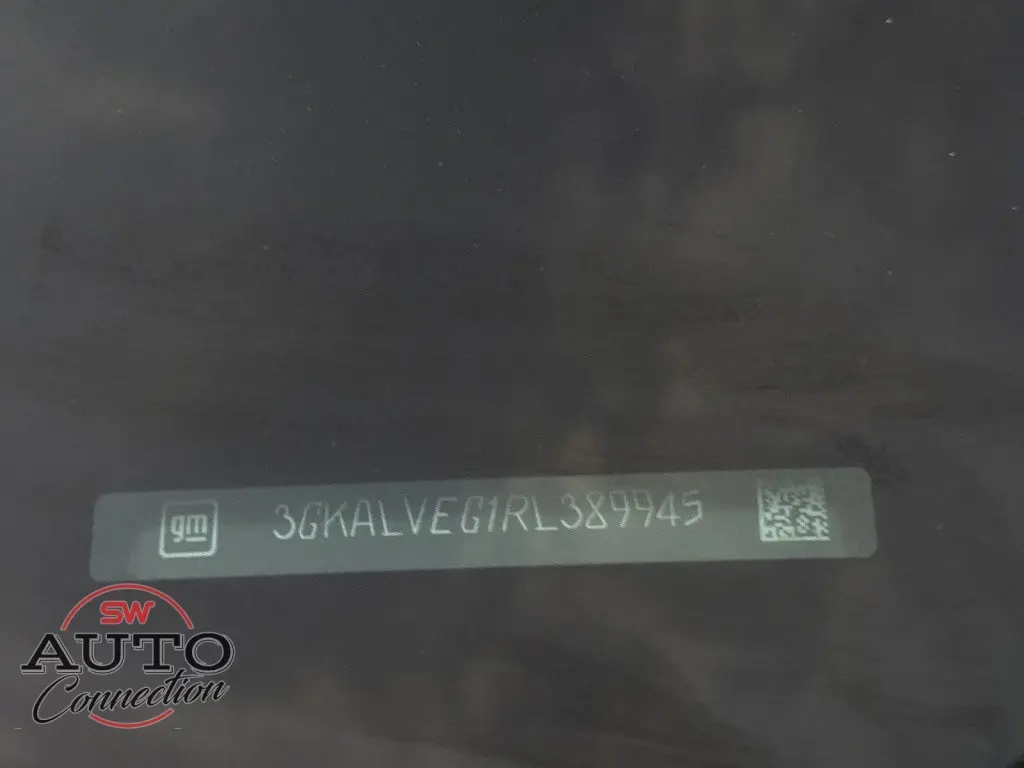 gm 3GKALVEG1RL389945
SW
AUTO
Connection